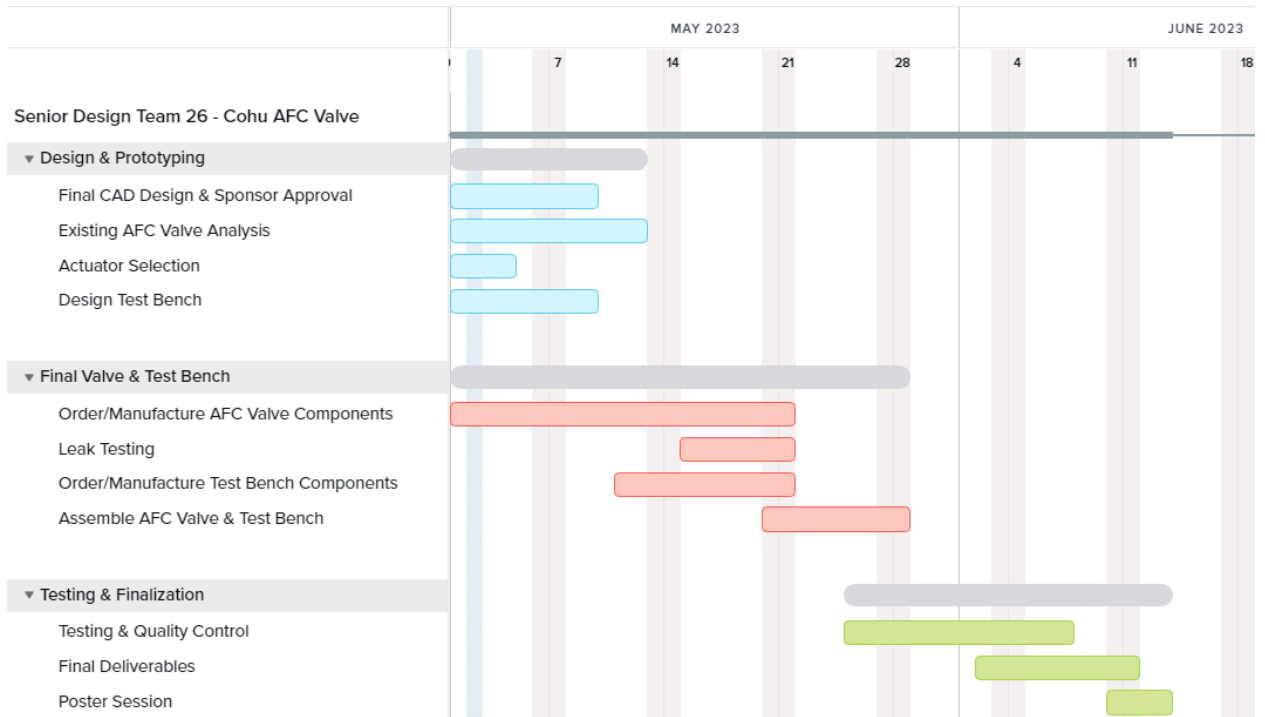 MAY 2023 JUNE 2023
7 14 21 28 4 11 18
Senior Design Team 26 - Cohu AFC Valve
Design & Prototyping
Final CAD Design & Sponsor Approval
Existing AFC Valve Analysis
Actuator Selection
Design Test Bench
Final Valve & Test Bench
Order/Manufacture AFC Valve Components
Leak Testing
Order/Manufacture Test Bench Components
Assemble AFC Valve & Test Bench
Testing & Finalization
Testing & Quality Control
Final Deliverables
Poster Session